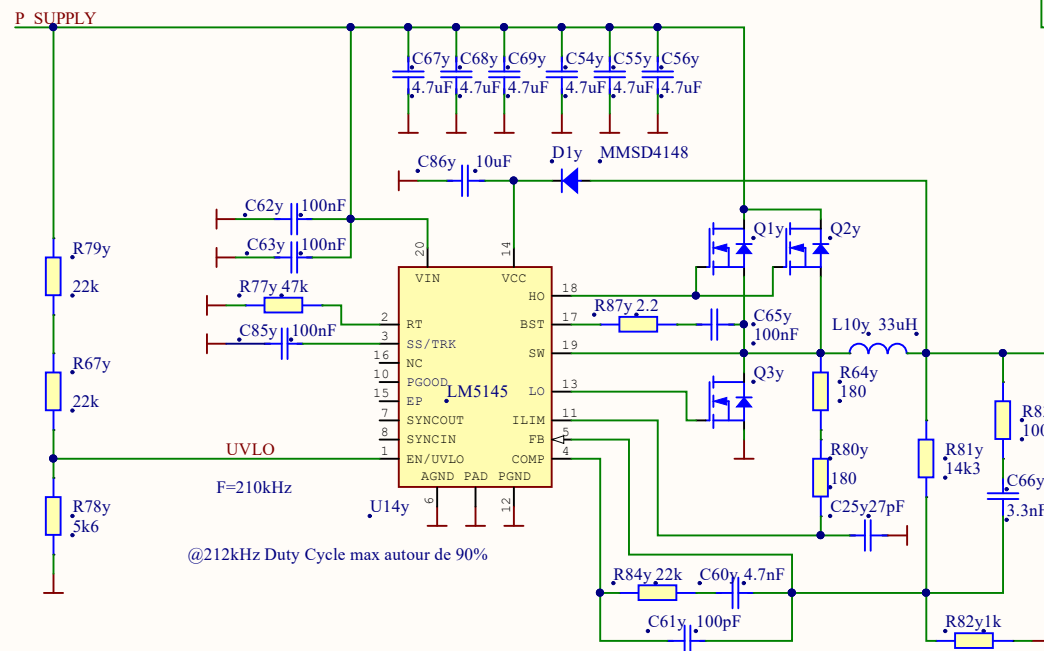 P_SUPPLY
C67y C68y C69y C54y C55y C56y
4.7uF 4.7uF 4.7uF 4.7uF 4.7uF 4.7uF
C86y 10uF D1y MMSD4148
C62y 100nF
Q1y Q2y
R79y C63y 100nF 20 14
22k R77y 47k VIN VCC
HO 18
R87y 2.2 C65y
100nF
2 RT BST 17
L10y 33uH
C85y 100nF 3 SS/TRK
16 NC SW 19
R67y 10 PGOOD Q3y R64y
180
22k 15 EP LM5145 LO 13
7 SYNCOUT ILIM 11
8 SYNCIN FB 5
UVLO 1 EN/UVLO COMP 4
R80y
180
R81y
14k3
AGND PAD PGND
F=210kHz
6 12
R78y U14y C25y 27pF C66y
5k6 3.3nF
@212kHz Duty Cycle max autour de 90%
R84y 22k C60y 4.7nF
C61y 100pF R82y 1k